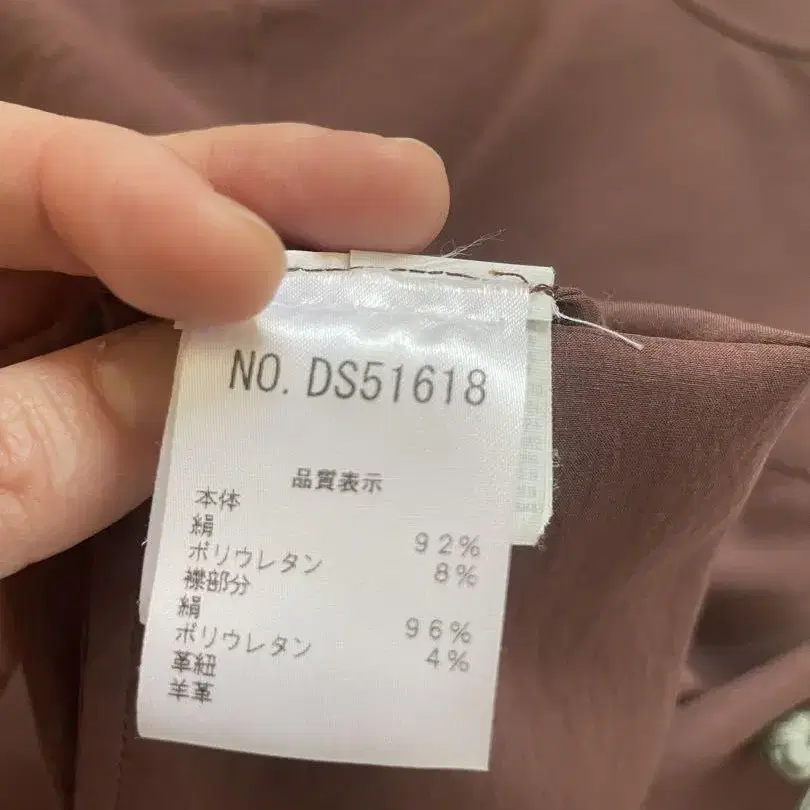 NO. DS51618
品質表示
本体
絹 92%
ポリウレタン 8%
襟部分
絹 96%
ポリウレタン 4%
革紐
羊革